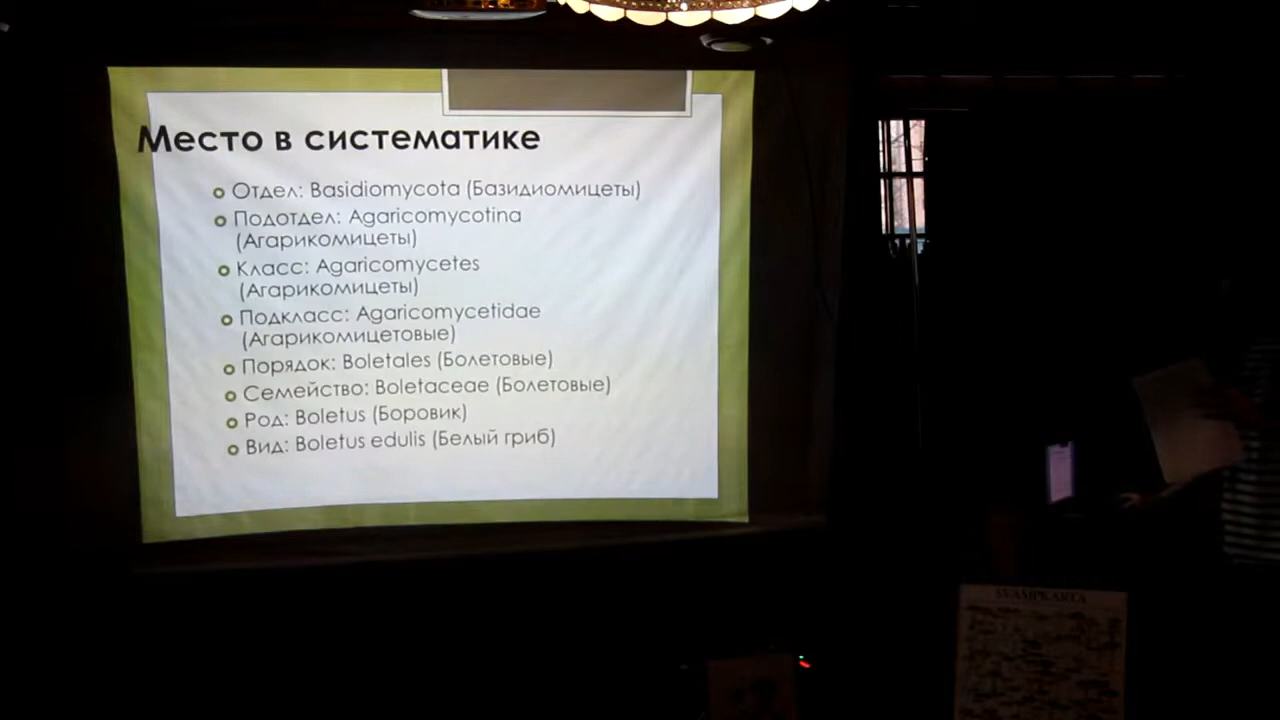 Место в систематике
Отдел: Basidiomycota (Базидиомицеты)
Подотдел: Agaricomycotina
(Агарикомицеты)
Класс: Agaricomycetes
(Агарикомицеты)
Подкласс: Agaricomycetidae
(Агарикомицетовые)
Порядок: Boletales (Болетовые)
Семейство: Boletaceae (Болетовые)
Род: Boletus (Боровик)
Вид: Boletus edulis (Белый гриб)
SVAMPKARTA